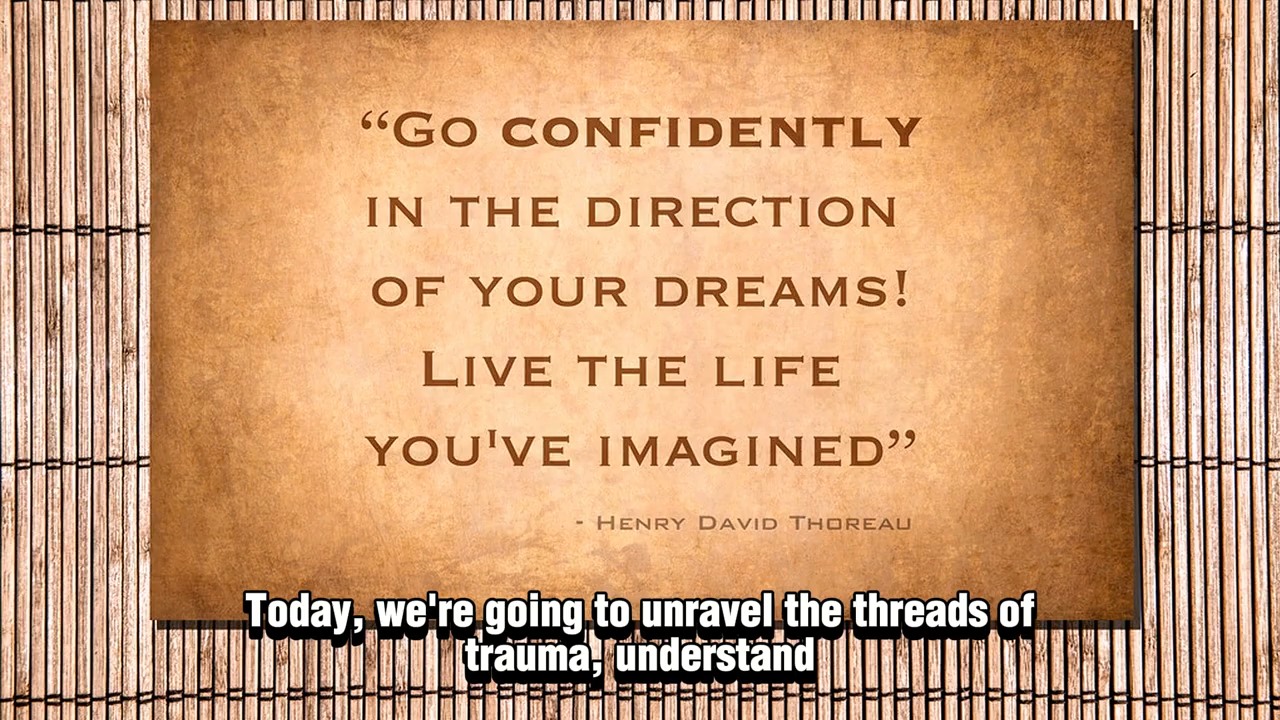 “Go confidently
in the direction
of your dreams!
Live the life
you've imagined”
- Henry David Thoreau
Today, we're going to unravel the threads of
trauma, understand